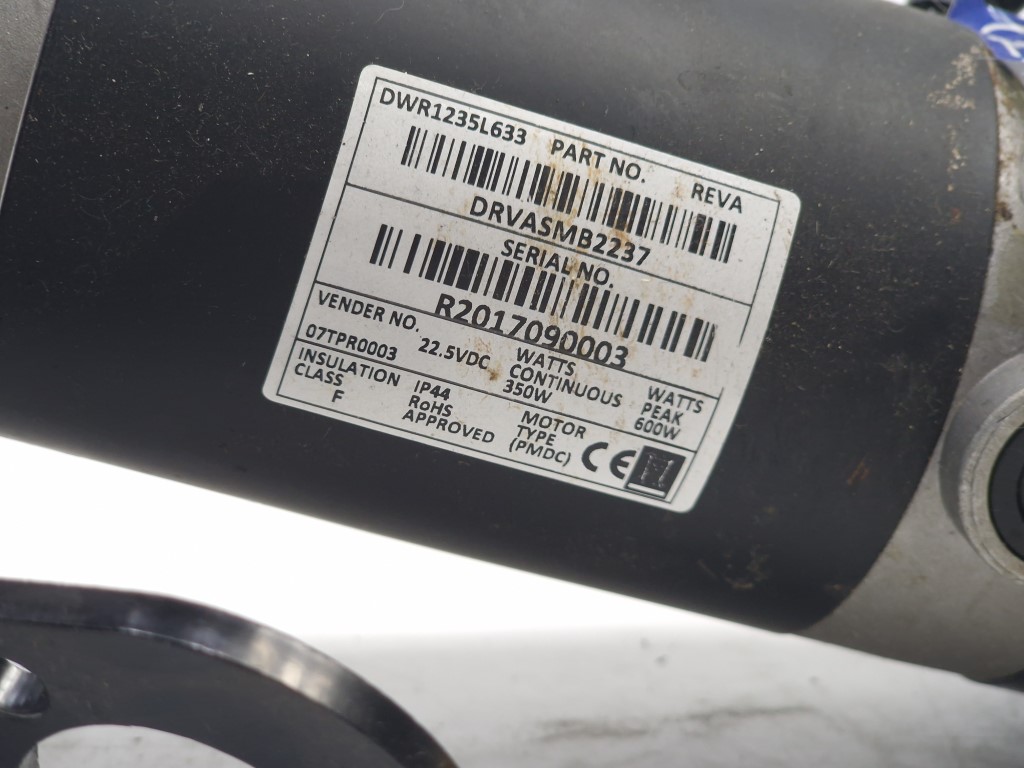 DWR1235L633 PART NO. REVA
DRVASMB2237
SERIAL NO.
R2017090003
VENDER NO. 22.5VDC WATTS CONTINUOUS 350W WATTS PEAK 600W
07TPR0003
INSULATION CLASS F IP44 RoHS APPROVED MOTOR TYPE (PMDC) CE